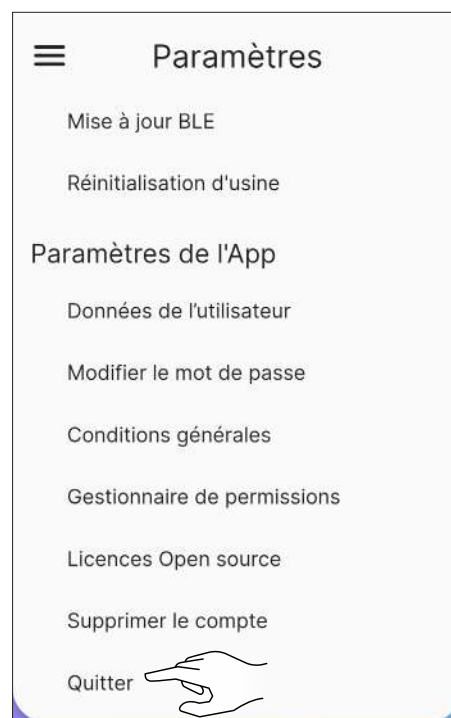 Paramètres
Mise à jour BLE
Réinitialisation d'usine
Paramètres de l'App
Données de l’utilisateur
Modifier le mot de passe
Conditions générales
Gestionnaire de permissions
Licences Open source
Supprimer le compte
Quitter